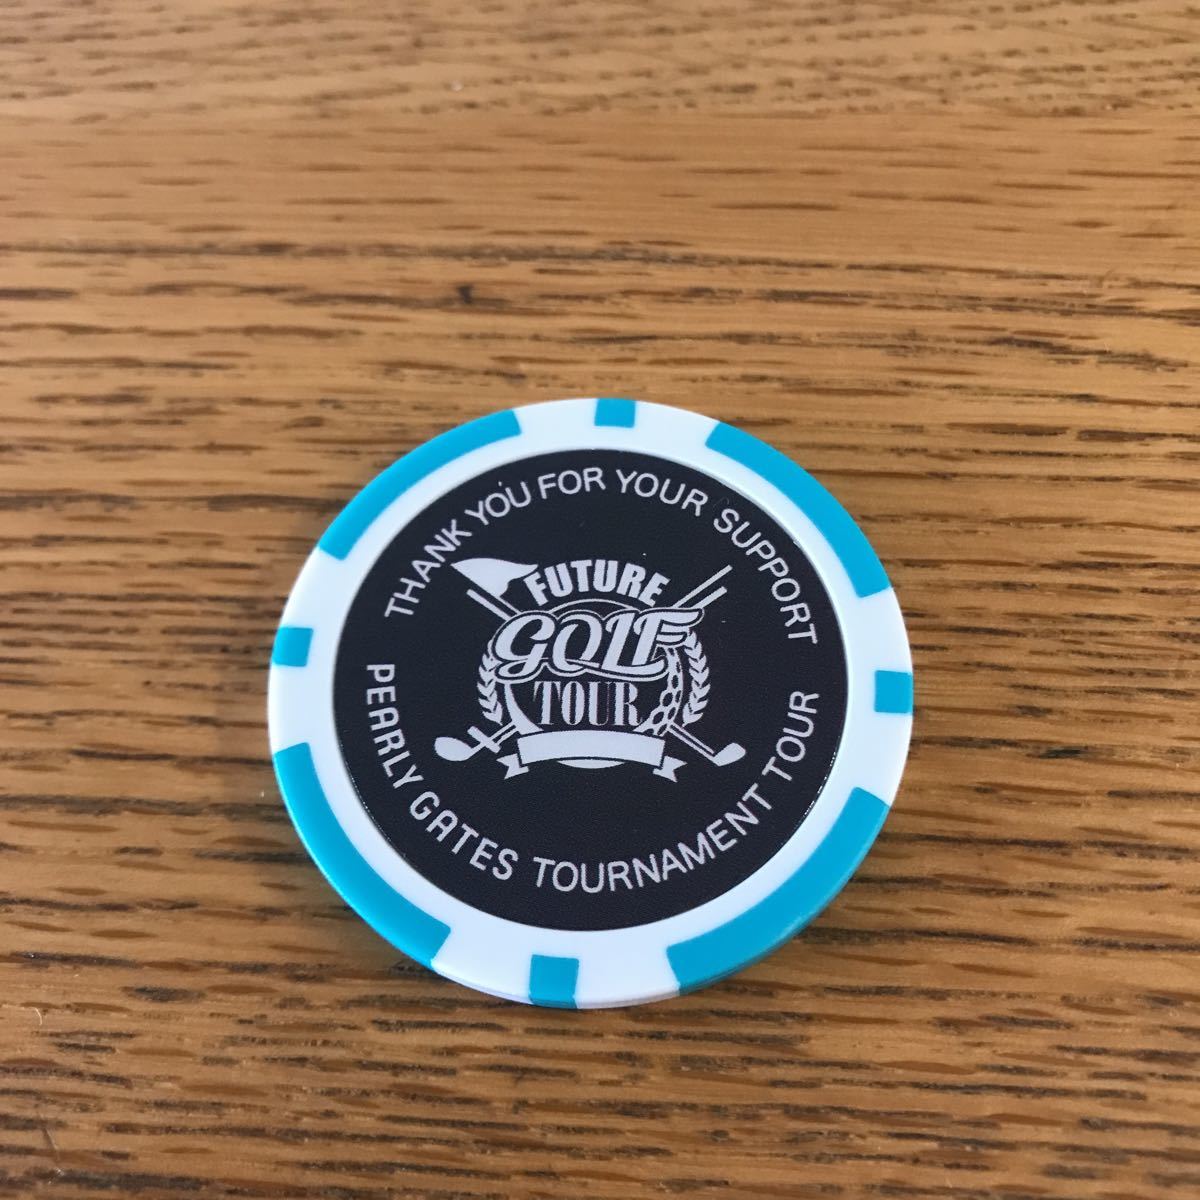 THANK YOU FOR YOUR SUPPORT
FUTURE
GOLF
TOUR
PEARLY GATES TOURNAMENT TOUR